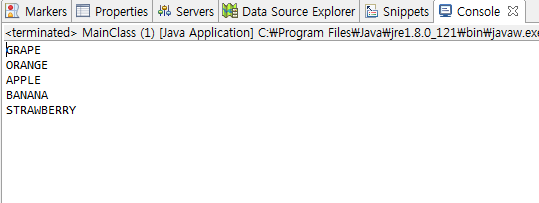 Markers Properties Servers Data Source Explorer Snippets Console
<terminated> MainClass (1) [Java Application] C:₩Program Files₩Java₩jre1.8.0_121₩bin₩javaw.exe
GRAPE
ORANGE
APPLE
BANANA
STRAWBERRY